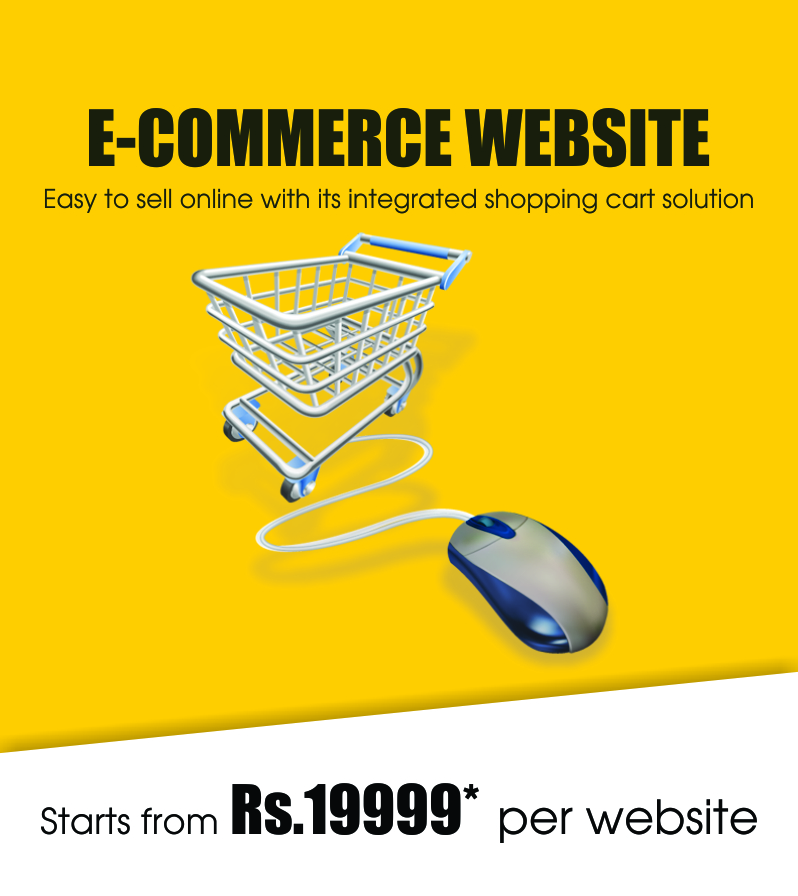 E-COMMERCE WEBSITE
Easy to sell online with its integrated shopping cart solution
Starts from Rs.19999* per website